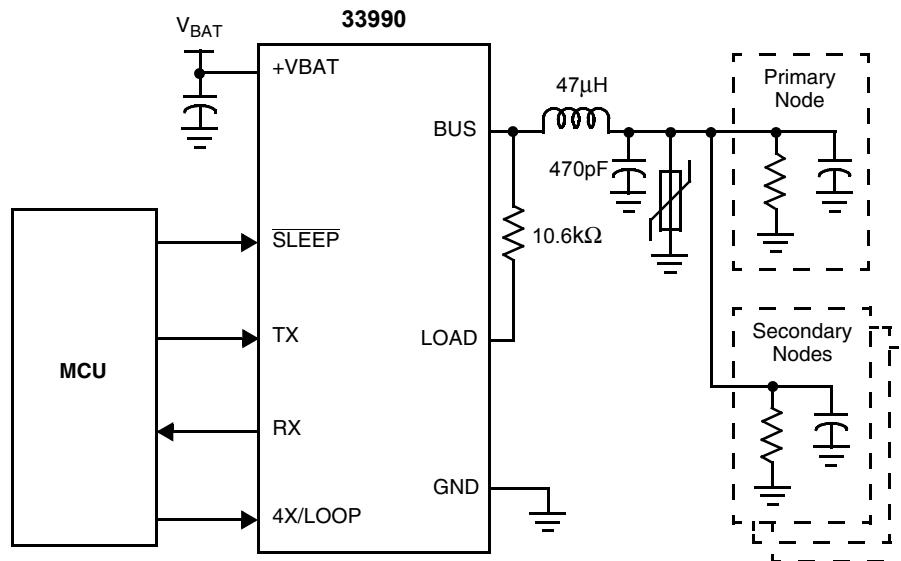 33990
V_BAT
+VBAT
Primary
Node
47μH
BUS
470pF
SLEEP
10.6kΩ
TX
LOAD
Secondary
Nodes
MCU
RX
GND
4X/LOOP